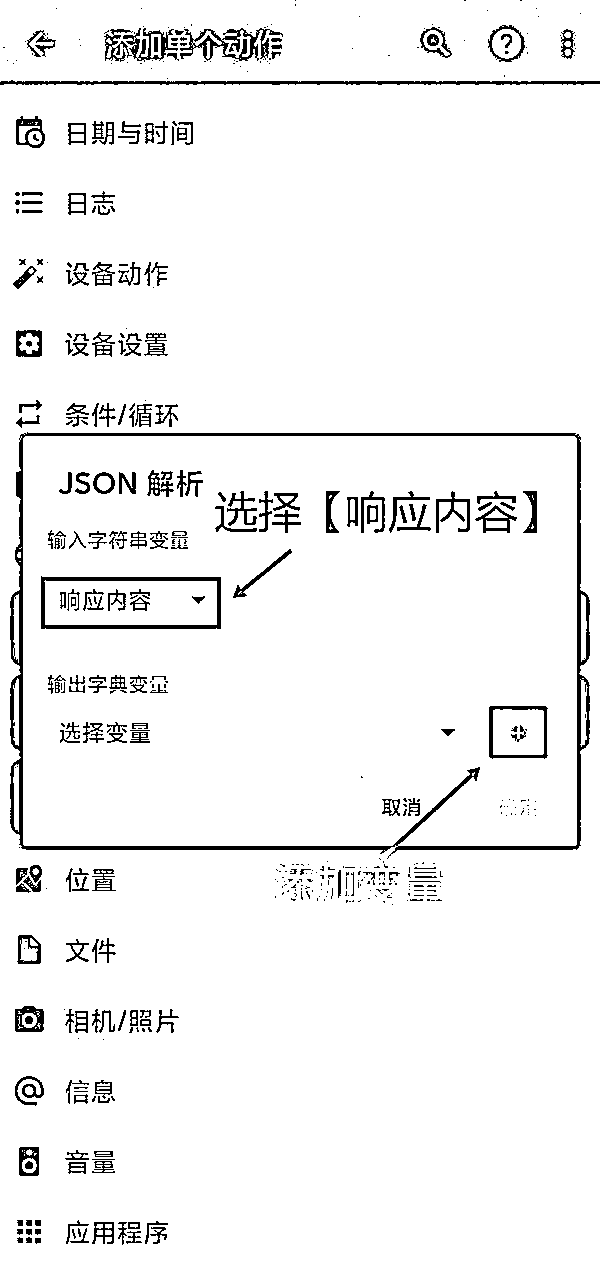 添加单个动作
日期与时间
日志
设备动作
设备设置
条件/循环
JSON 解析
选择【响应内容】
输入字符串变量
响应内容
输出字典变量
选择变量
取消
添加变量
位置
文件
相机/照片
信息
音量
应用程序